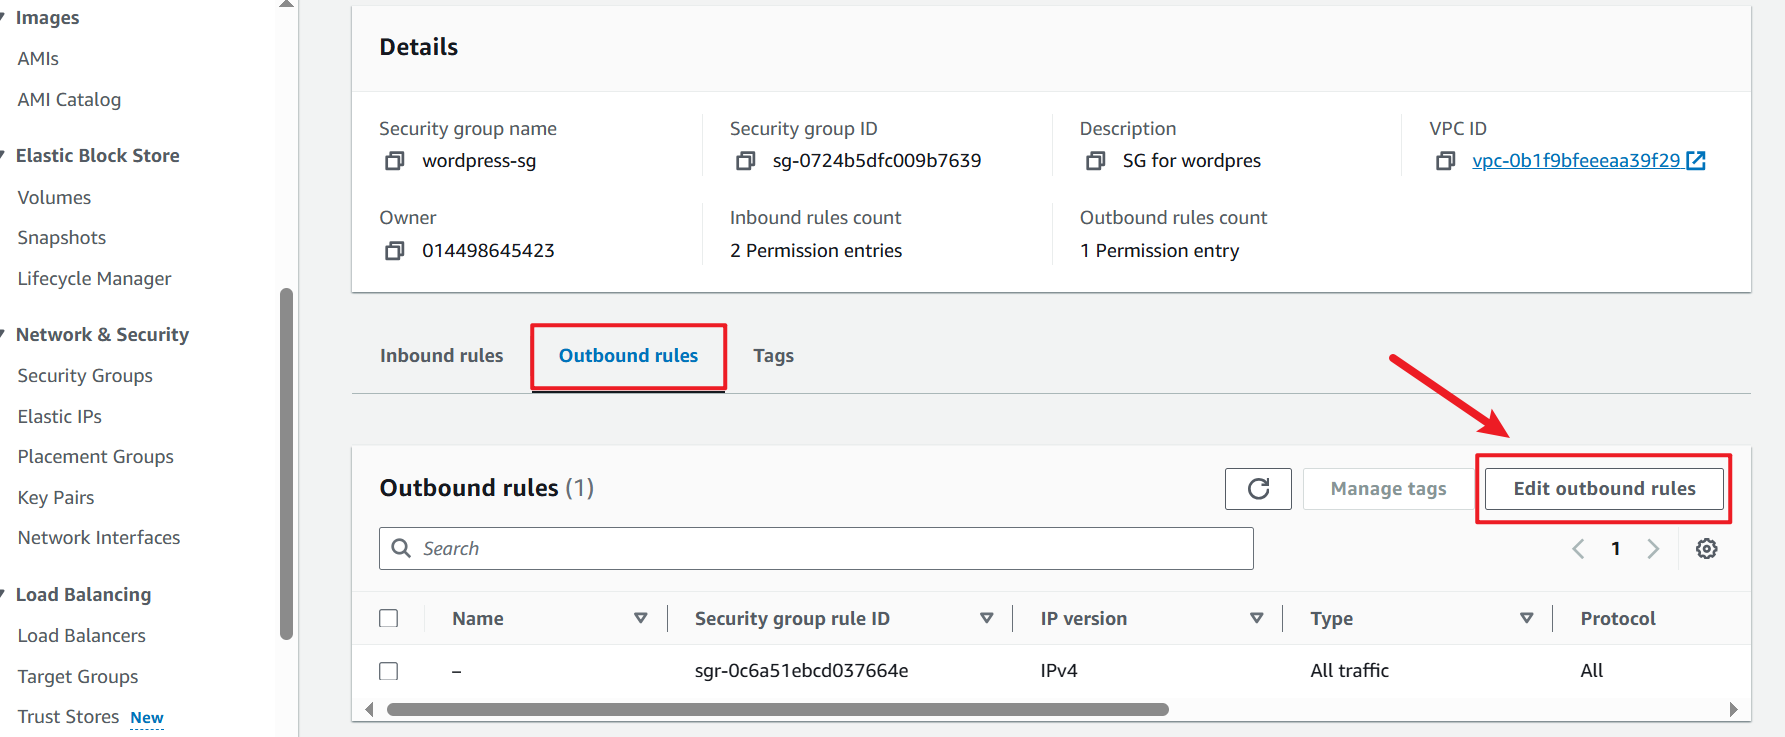 Images
AMIs
AMI Catalog
Elastic Block Store
Volumes
Snapshots
Lifecycle Manager
Network & Security
Security Groups
Elastic IPs
Placement Groups
Key Pairs
Network Interfaces
Load Balancing
Load Balancers
Target Groups
Trust Stores New
Details
Security group name
wordpress-sg
Security group ID
sg-0724b5dfc009b7639
Description
SG for wordpres
VPC ID
vpc-0b1f9bfeeeaa39f29
Owner
014498645423
Inbound rules count
2 Permission entries
Outbound rules count
1 Permission entry
Inbound rules Outbound rules Tags
Outbound rules (1) Manage tags Edit outbound rules
Search 1
Name Security group rule ID IP version Type Protocol
– sgr-0c6a51ebcd037664e IPv4 All traffic All